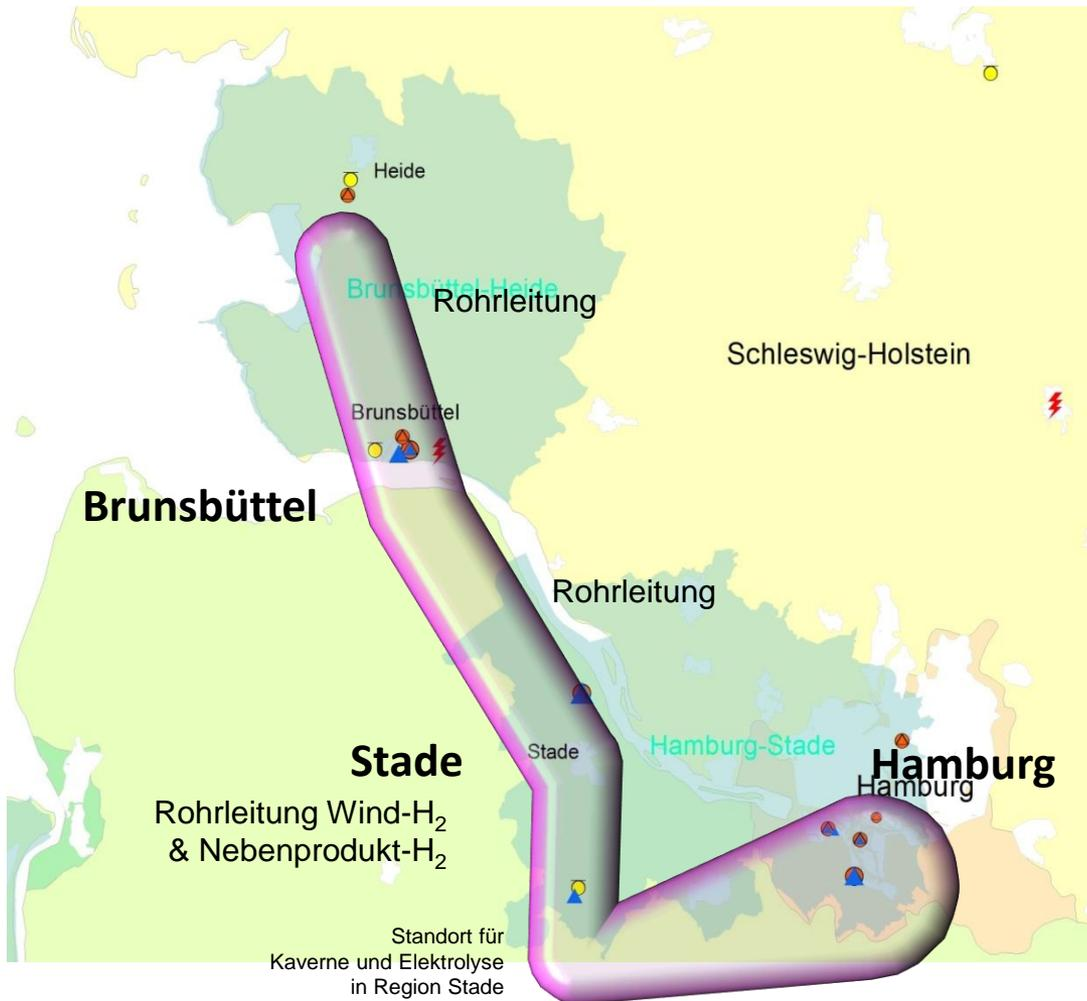 Heide
Brunsbüttel-Heide
Rohrleitung
Schleswig-Holstein
Brunsbüttel
Brunsbüttel
Rohrleitung
Stade
Hamburg-Stade
Stade
Hamburg
Hamburg
Rohrleitung Wind-H₂
& Nebenprodukt-H₂
Standort für
Kaverne und Elektrolyse
in Region Stade